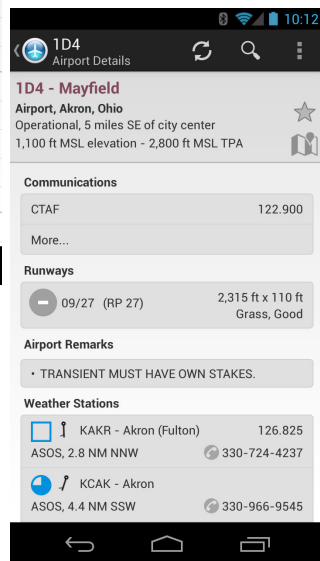 10:12
1D4
Airport Details
1D4 - Mayfield
Airport, Akron, Ohio
Operational, 5 miles SE of city center
1,100 ft MSL elevation - 2,800 ft MSL TPA
Communications
CTAF 122.900
More...
Runways
09/27 (RP 27) 2,315 ft x 110 ft
Grass, Good
Airport Remarks
• TRANSIENT MUST HAVE OWN STAKES.
Weather Stations
KAKR - Akron (Fulton) 126.825
ASOS, 2.8 NM NNW 330-724-4237
KCAK - Akron
ASOS, 4.4 NM SSW 330-966-9545